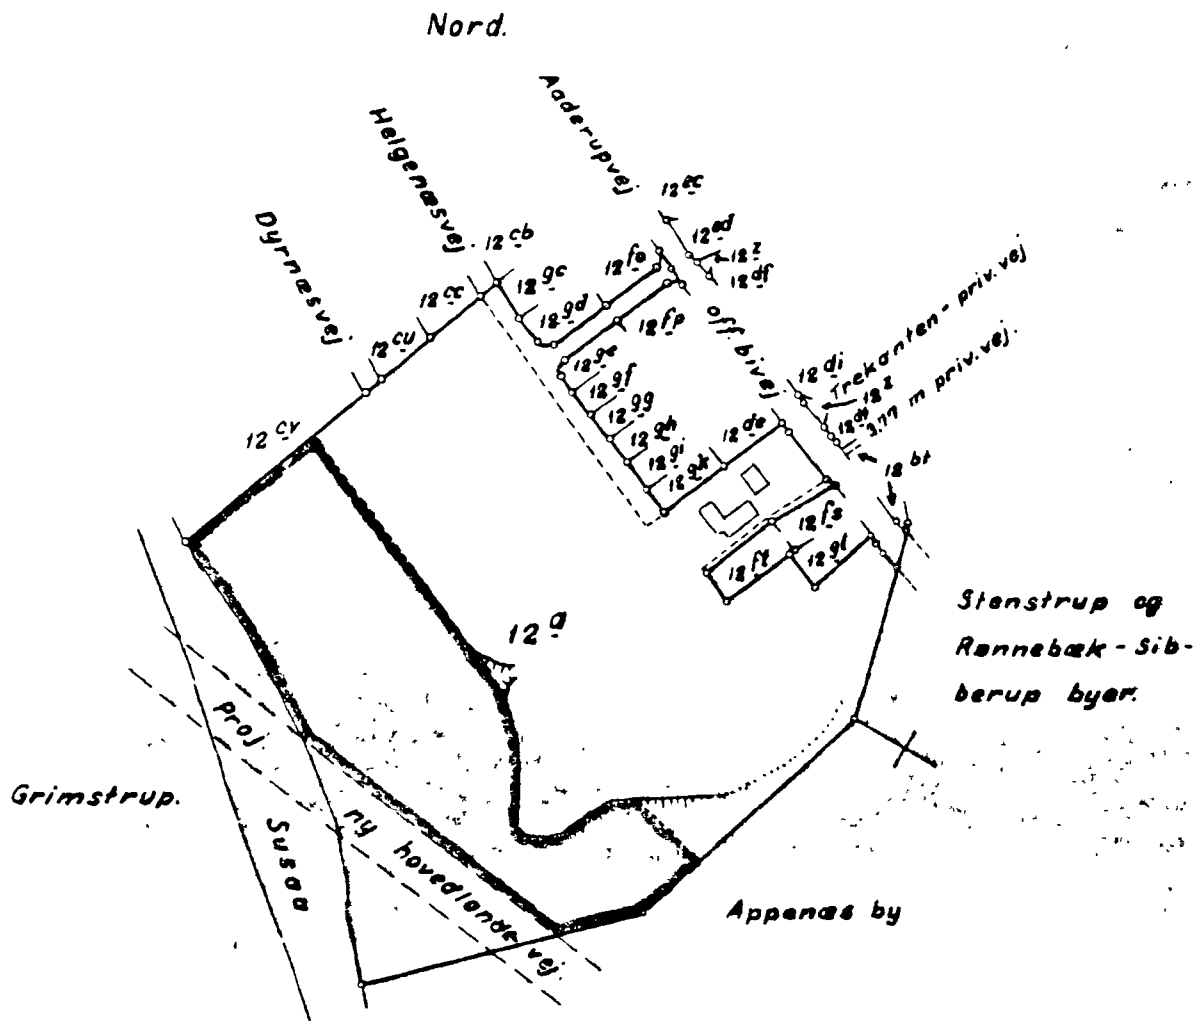 Nord.
Aaderupvej
Helgenæsvej
Dyrnæsvej
12 ec
12 ed
12 z
12 df
12 cb
12 gc
12 fo
12 cc
12 gd
12 fp
12 cu
off. bivej
12 ge
12 gf
12 gg
12 gh
12 gi
12 gk
12 de
12 di
Trekanten - priv. vej
12 z
12 df
3.77 m priv. vej.
12 cv
12 bt
12 fs
12 ft
12 gl
12 a
Stenstrup og
Rønnebæk - Sib-
berup byer.
Proj.
ny hovedlandevej.
Grimstrup.
Susaa
Appenæs by